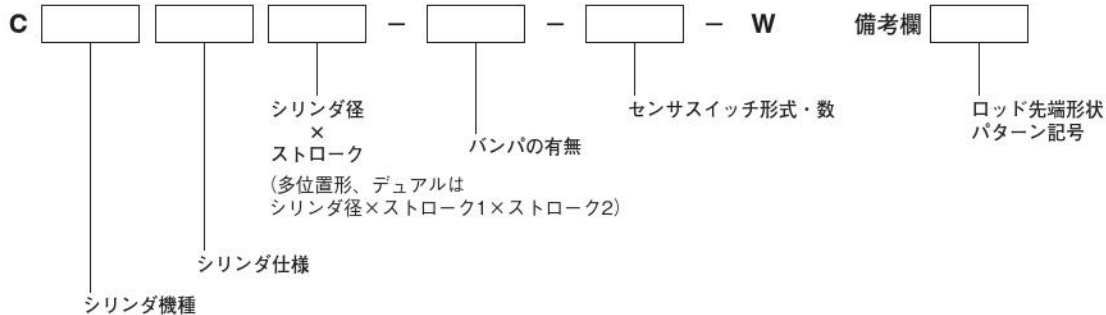 C － － － W 備考欄
シリンダ径
×
ストローク
(多位置形、デュアルは
シリンダ径×ストローク1×ストローク2)
バンパの有無
センサスイッチ形式・数
ロッド先端形状
パターン記号
シリンダ仕様
シリンダ機種